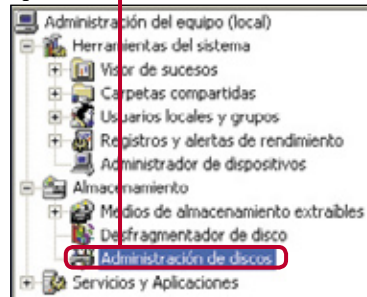 Administración del equipo (local)
Herramientas del sistema
Visor de sucesos
Carpetas compartidas
Usuarios locales y grupos
Registros y alertas de rendimiento
Administrador de dispositivos
Almacenamiento
Medios de almacenamiento extraíbles
Desfragmentador de disco
Administración de discos
Servicios y Aplicaciones